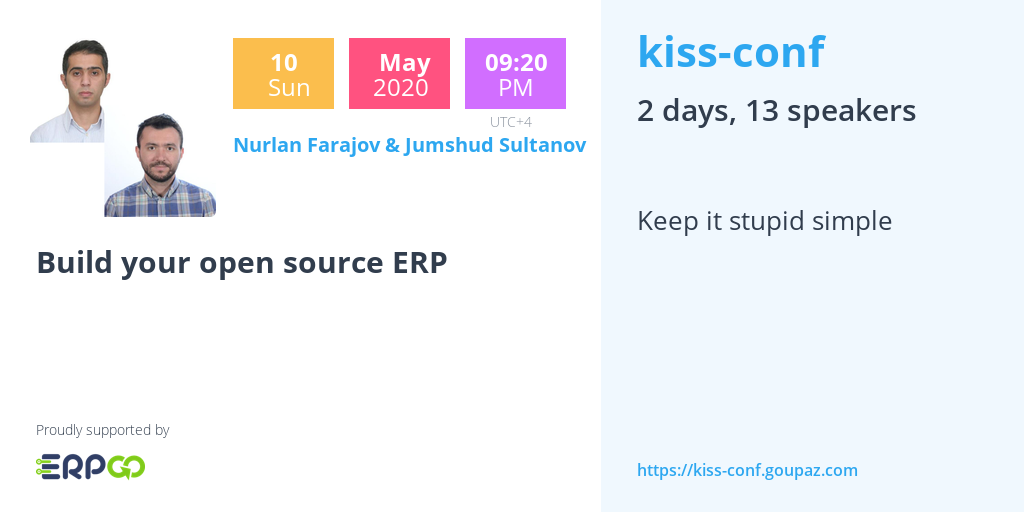 10
Sun
May
2020
09:20
PM
UTC+4
Nurlan Farajov & Jumshud Sultanov
Build your open source ERP
Proudly supported by
ERPGO
kiss-conf
2 days, 13 speakers
Keep it stupid simple
https://kiss-conf.goupaz.com